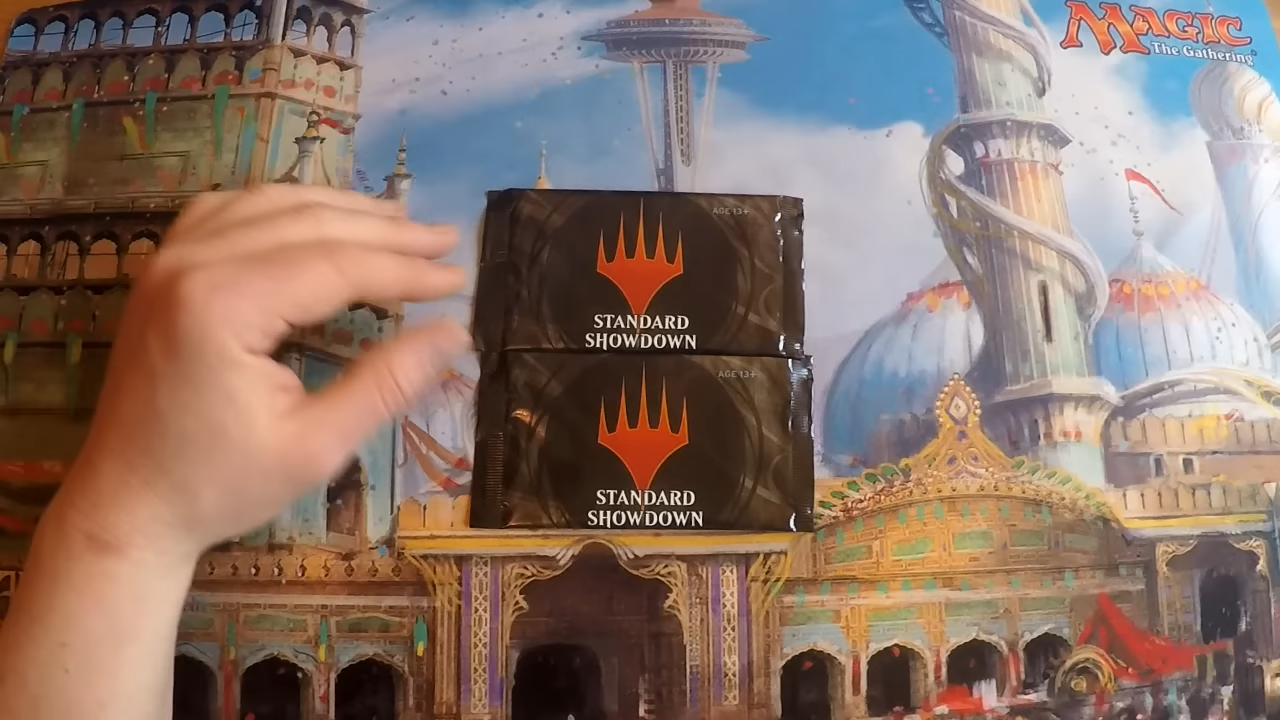 MAGIC
The Gathering®
AGE 13+
STANDARD
SHOWDOWN
AGE 13+
STANDARD
SHOWDOWN